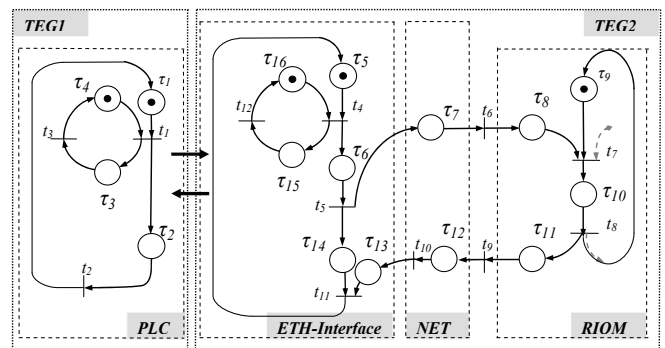 TEG1
TEG2
τ4
τ1
t3
t1
τ3
τ2
t2
PLC
τ16
τ5
t12
t4
τ15
τ6
t5
τ14
τ13
t11
ETH-Interface
τ7
t6
τ12
t10
t9
NET
τ8
τ9
t7
τ10
t8
τ11
RIOM